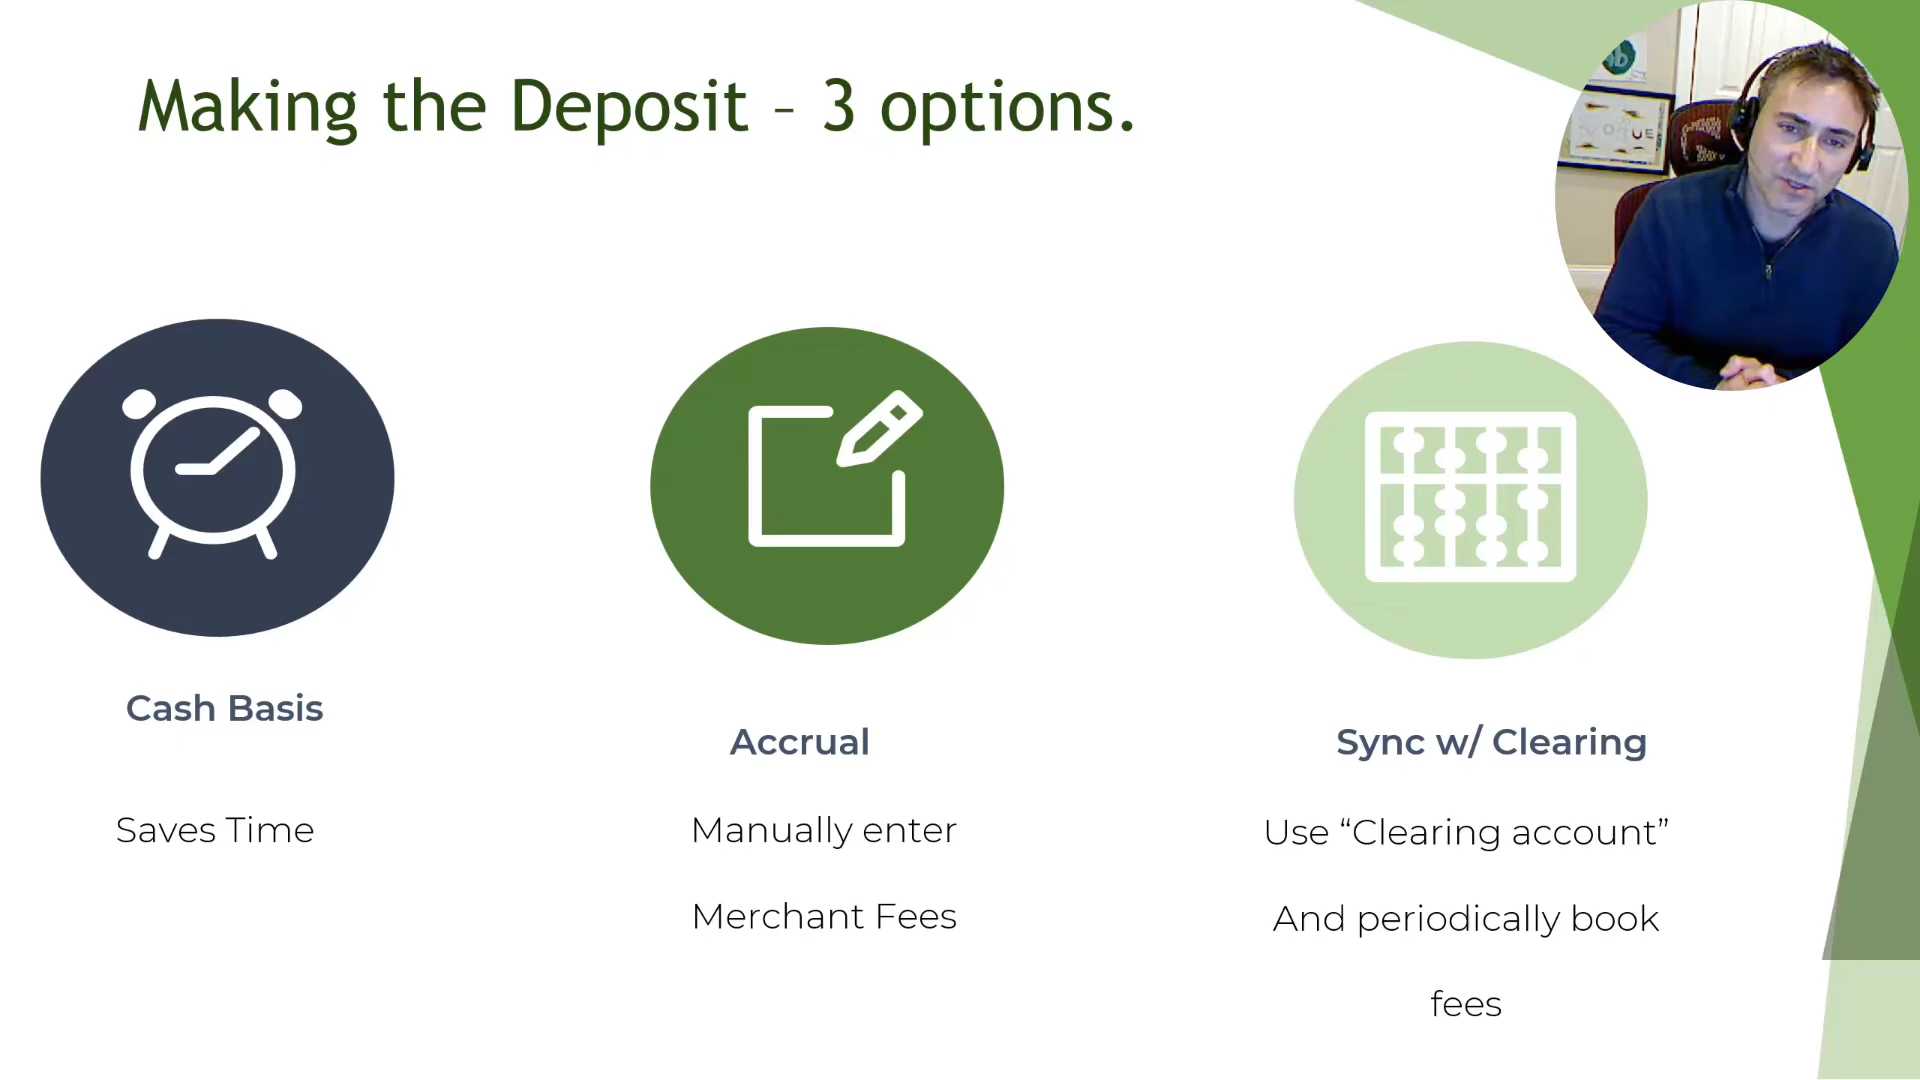 Making the Deposit – 3 options.
Cash Basis
Saves Time
Accrual
Manually enter
Merchant Fees
Sync w/ Clearing
Use “Clearing account”
And periodically book
fees